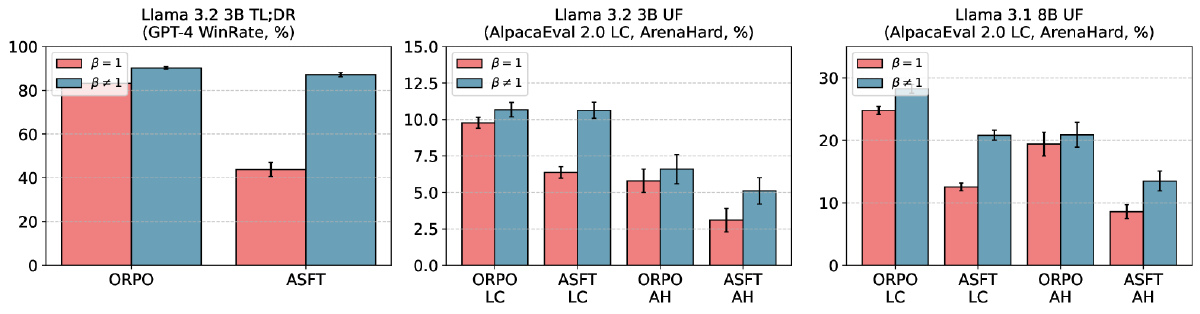 Llama 3.2 3B TL;DR
(GPT-4 WinRate, %)
100
80
60
40
20
0
β = 1
β ≠ 1
ORPO
ASFT
Llama 3.2 3B UF
(AlpacaEval 2.0 LC, ArenaHard, %)
15.0
12.5
10.0
7.5
5.0
2.5
0.0
β = 1
β ≠ 1
ORPO
LC
ASFT
LC
ORPO
AH
ASFT
AH
Llama 3.1 8B UF
(AlpacaEval 2.0 LC, ArenaHard, %)
30
20
10
0
β = 1
β ≠ 1
ORPO
LC
ASFT
LC
ORPO
AH
ASFT
AH